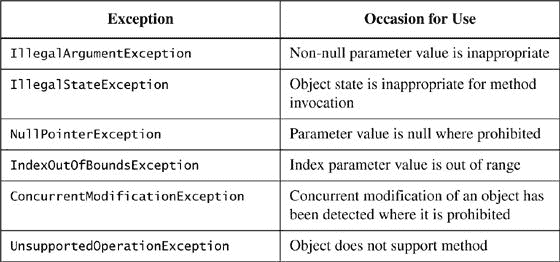 Exception Occasion for Use
IllegalArgumentException Non-null parameter value is inappropriate
IllegalStateException Object state is inappropriate for method
invocation
NullPointerException Parameter value is null where prohibited
IndexOutOfBoundsException Index parameter value is out of range
ConcurrentModificationException Concurrent modification of an object has
been detected where it is prohibited
UnsupportedOperationException Object does not support method